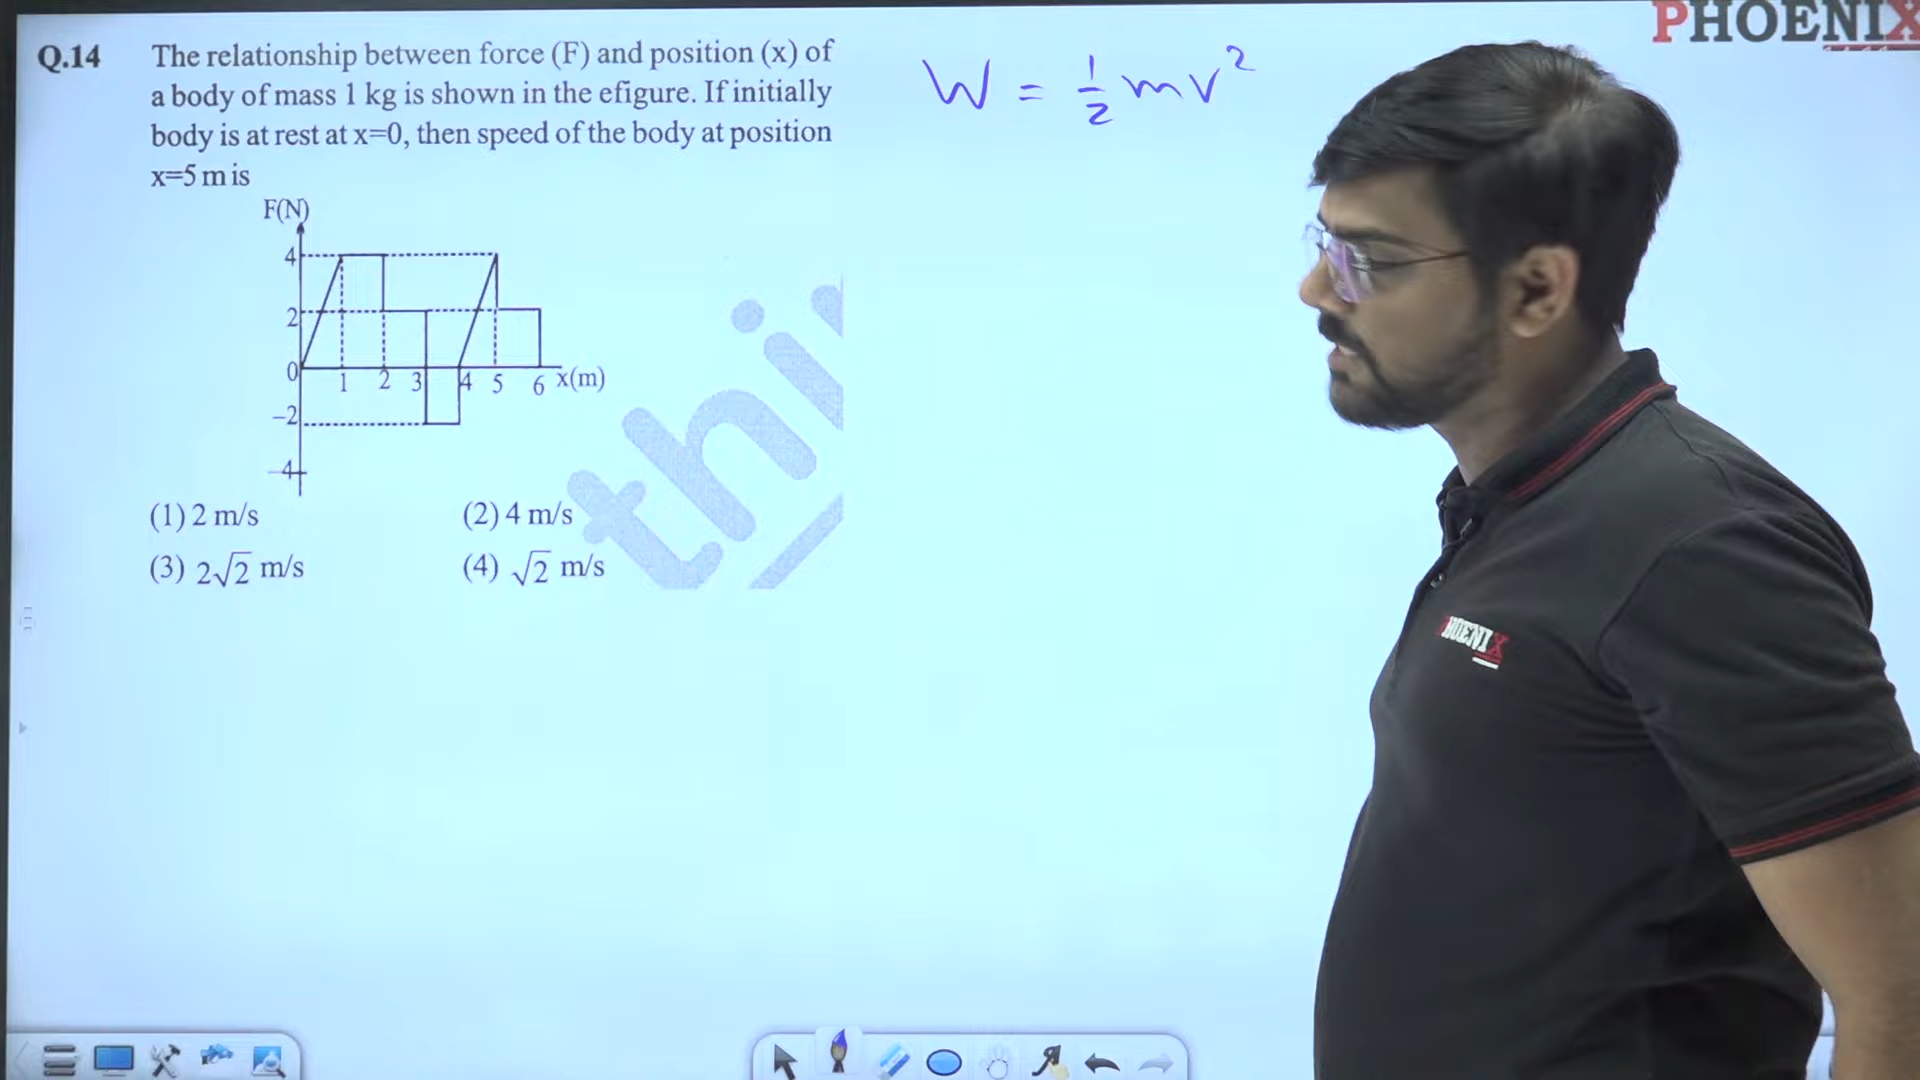 PHOENIX
Q.14 The relationship between force (F) and position (x) of
a body of mass 1 kg is shown in the efigure. If initially
body is at rest at x=0, then speed of the body at position
x=5 m is
W = 1/2 mv²
F(N)
4
2
0 1 2 3 4 5 6 x(m)
–2
–4
(1) 2 m/s (2) 4 m/s
(3) 2√2 m/s (4) √2 m/s
thi
PHOENIX